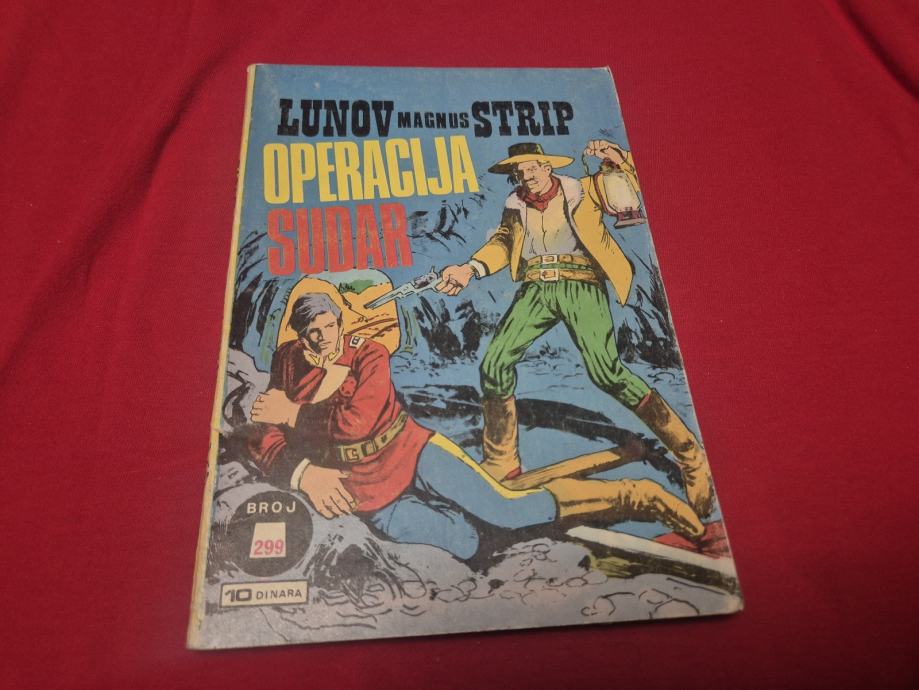 LUNOV MAGNUS STRIP
OPERACIJA
SUDAR
BROJ
299
10 DINARA